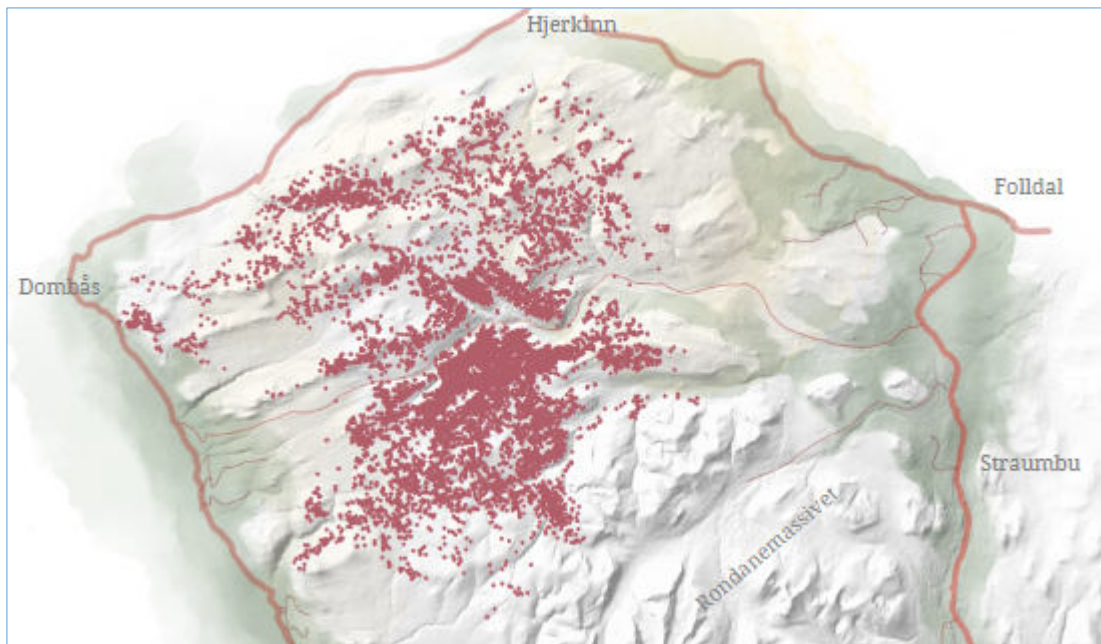 Hjerkinn
Folldal
Dombås
Straumbu
Rondanemassivet